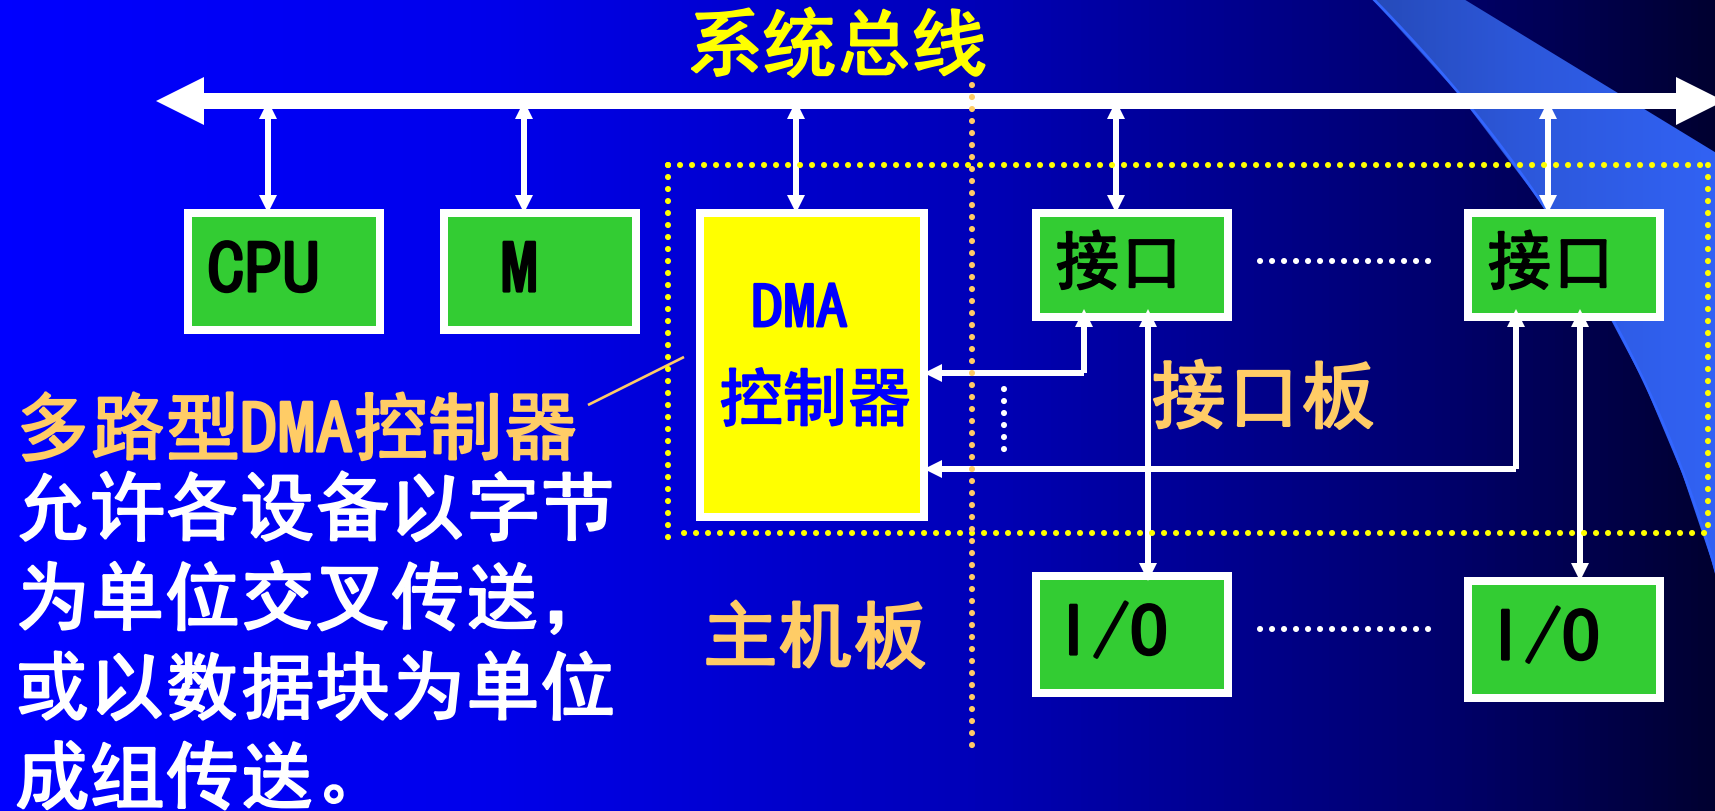 系统总线
CPU
M
DMA
控制器
接口
接口
接口板
多路型DMA控制器
允许各设备以字节
为单位交叉传送，
或以数据块为单位
成组传送。
主机板
I/O
I/O